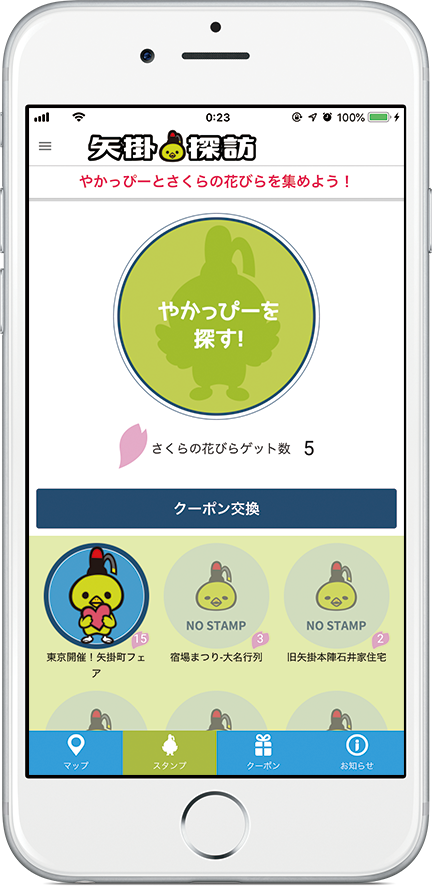 0:23
100%
矢掛探訪
やかっぴーとさくらの花びらを集めよう！
やかっぴーを
探す!
さくらの花びらゲット数 5
クーポン交換
15
東京開催！矢掛町フェ
ア
NO STAMP
3
宿場まつり-大名行列
NO STAMP
2
旧矢掛本陣石井家住宅
マップ
スタンプ
クーポン
お知らせ